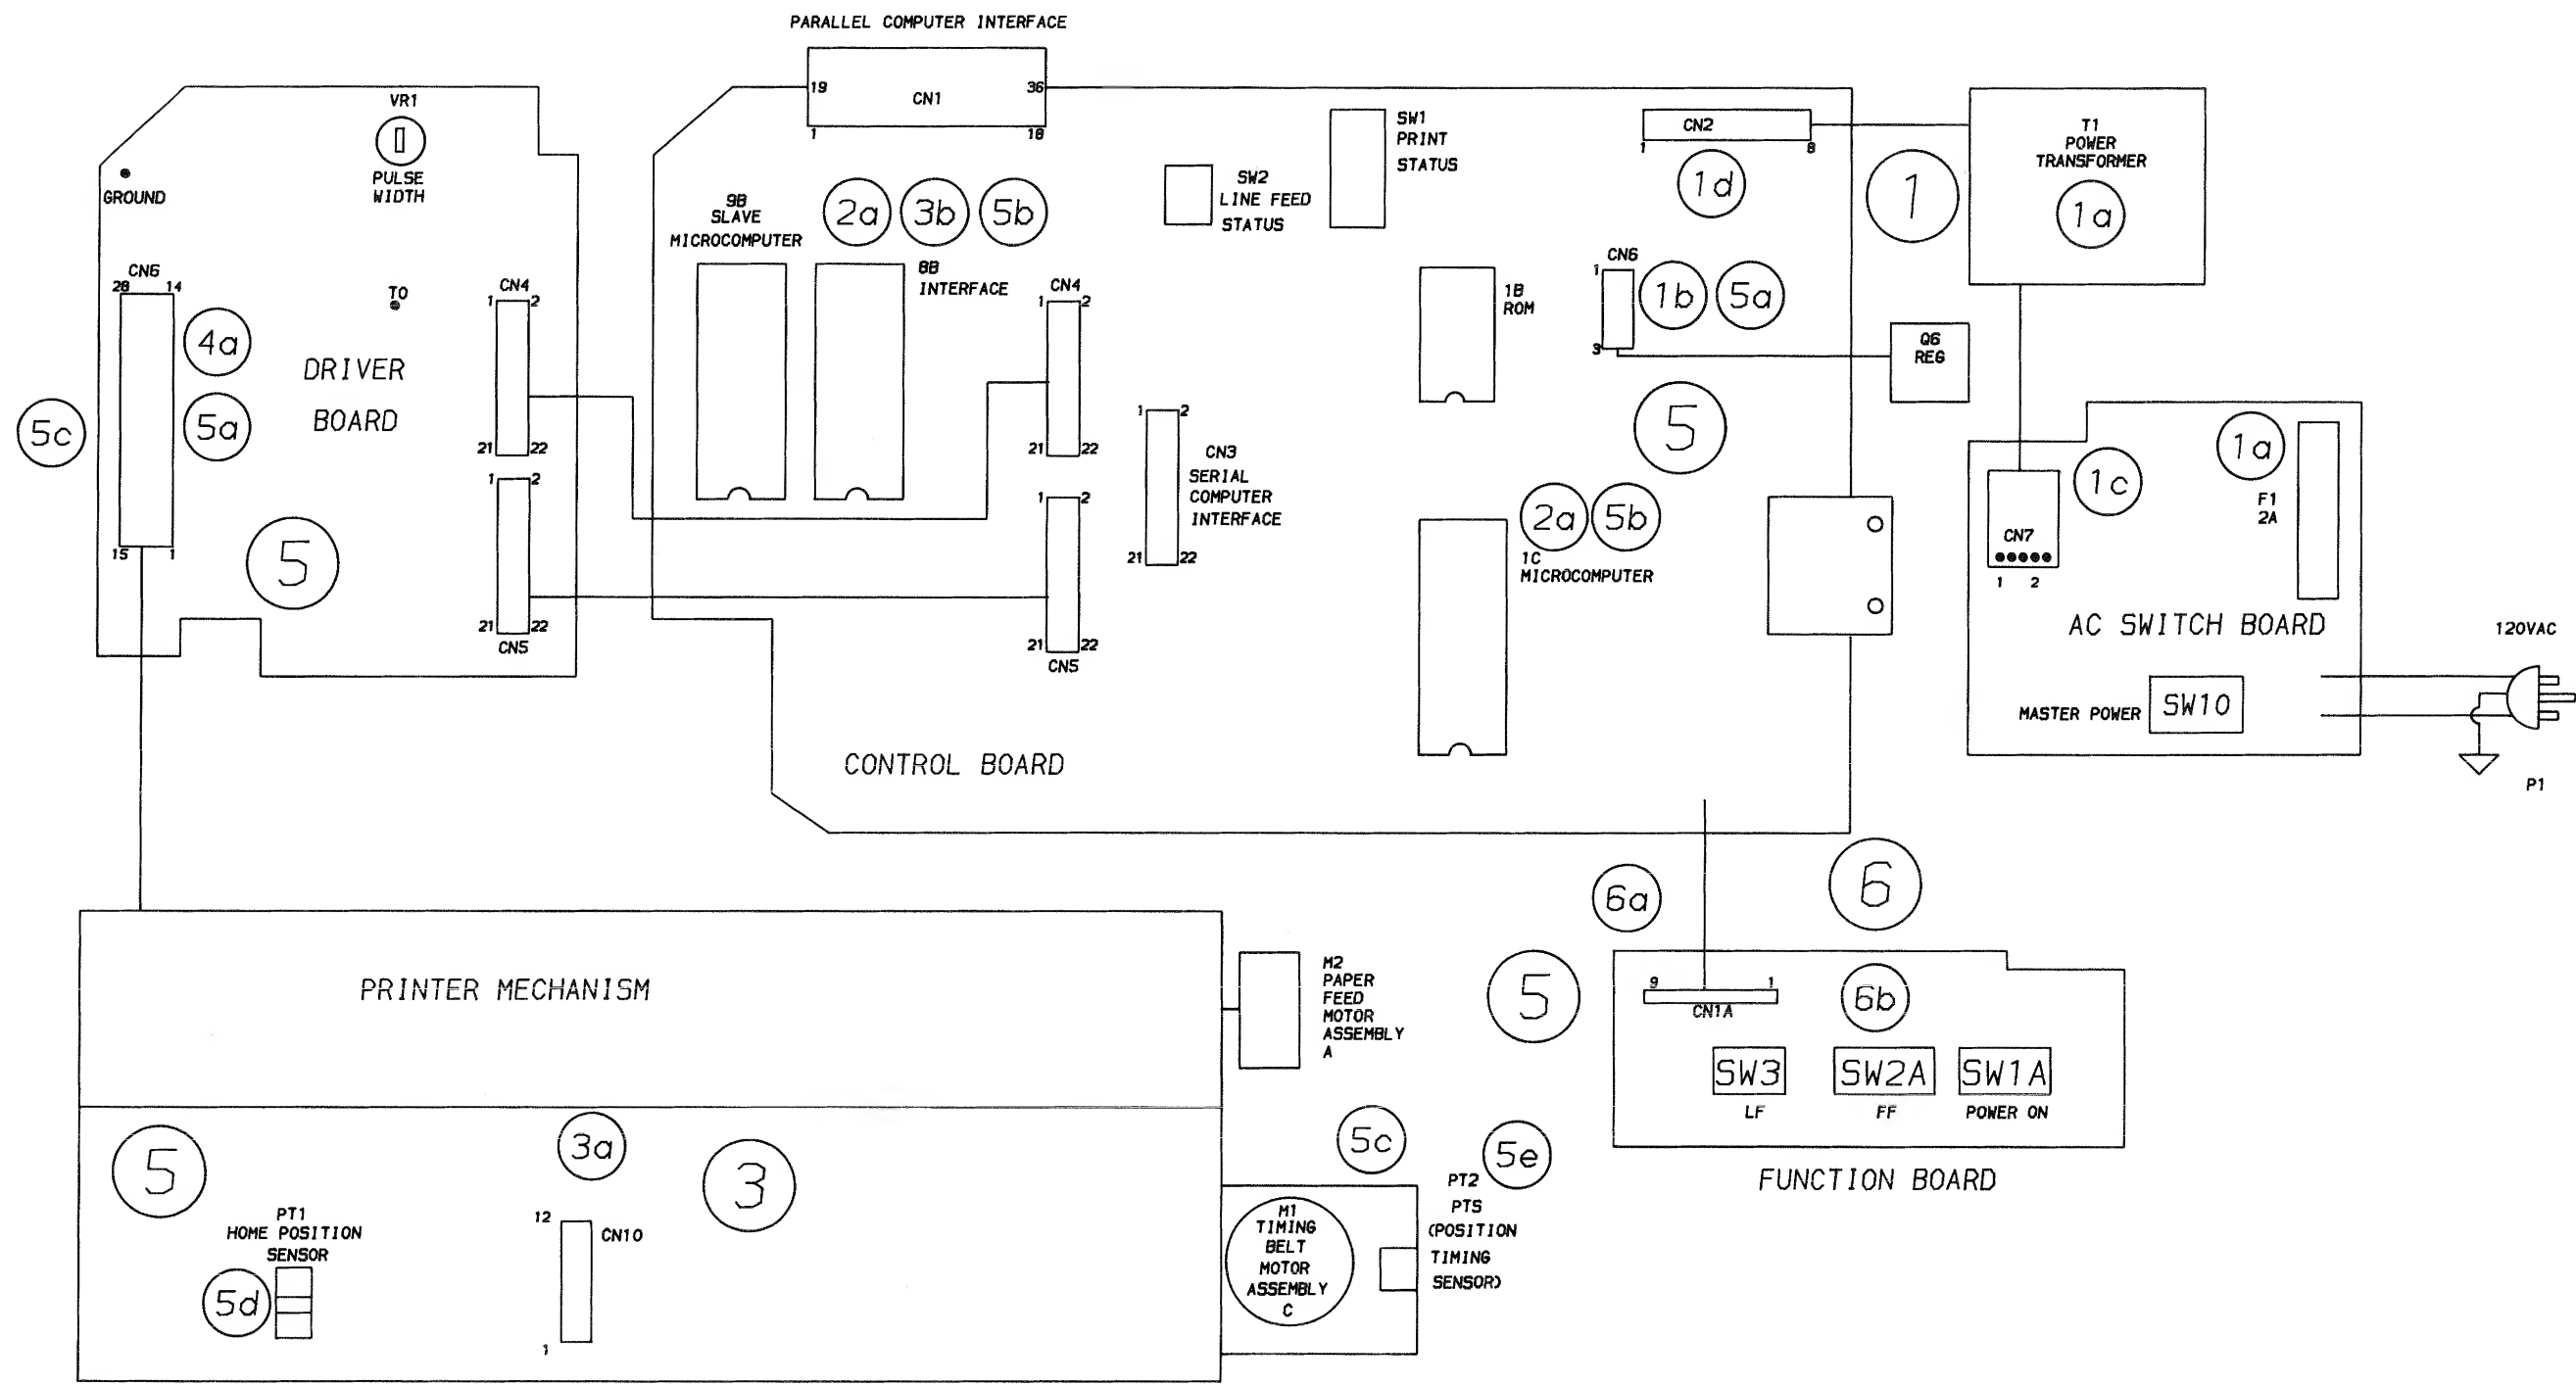 PARALLEL COMPUTER INTERFACE
19 CN1 36
1 18
VR1
PULSE
WIDTH
GROUND
TO
CN6
28 14
15 1
4a
5a
5c
DRIVER
BOARD
5
CN4
1 2
21 22
1 2
21 22
CN5
9B
SLAVE
MICROCOMPUTER
2a 3b 5b
8B
INTERFACE
CN4
1 2
21 22
1 2
21 22
CN5
SW2
LINE FEED
STATUS
SW1
PRINT
STATUS
CN3
SERIAL
COMPUTER
INTERFACE
1 2
21 22
1B
ROM
CN2
1 8
1d
1
CN6
1
3
1b 5a
5
2a 5b
1C
MICROCOMPUTER
CONTROL BOARD
T1
POWER
TRANSFORMER
1a
Q6
REG
1c
1a
F1
2A
CN7
1 2
AC SWITCH BOARD
MASTER POWER SW10
120VAC
P1
PRINTER MECHANISM
M2
PAPER
FEED
MOTOR
ASSEMBLY
A
5
6a
6
9 1
CN1A
6b
SW3 SW2A SW1A
LF FF POWER ON
FUNCTION BOARD
5
3a
3
PT1
HOME POSITION
SENSOR
5d
12
CN10
1
5c
5e
M1
TIMING
BELT
MOTOR
ASSEMBLY
C
PT2
PTS
(POSITION
TIMING
SENSOR)